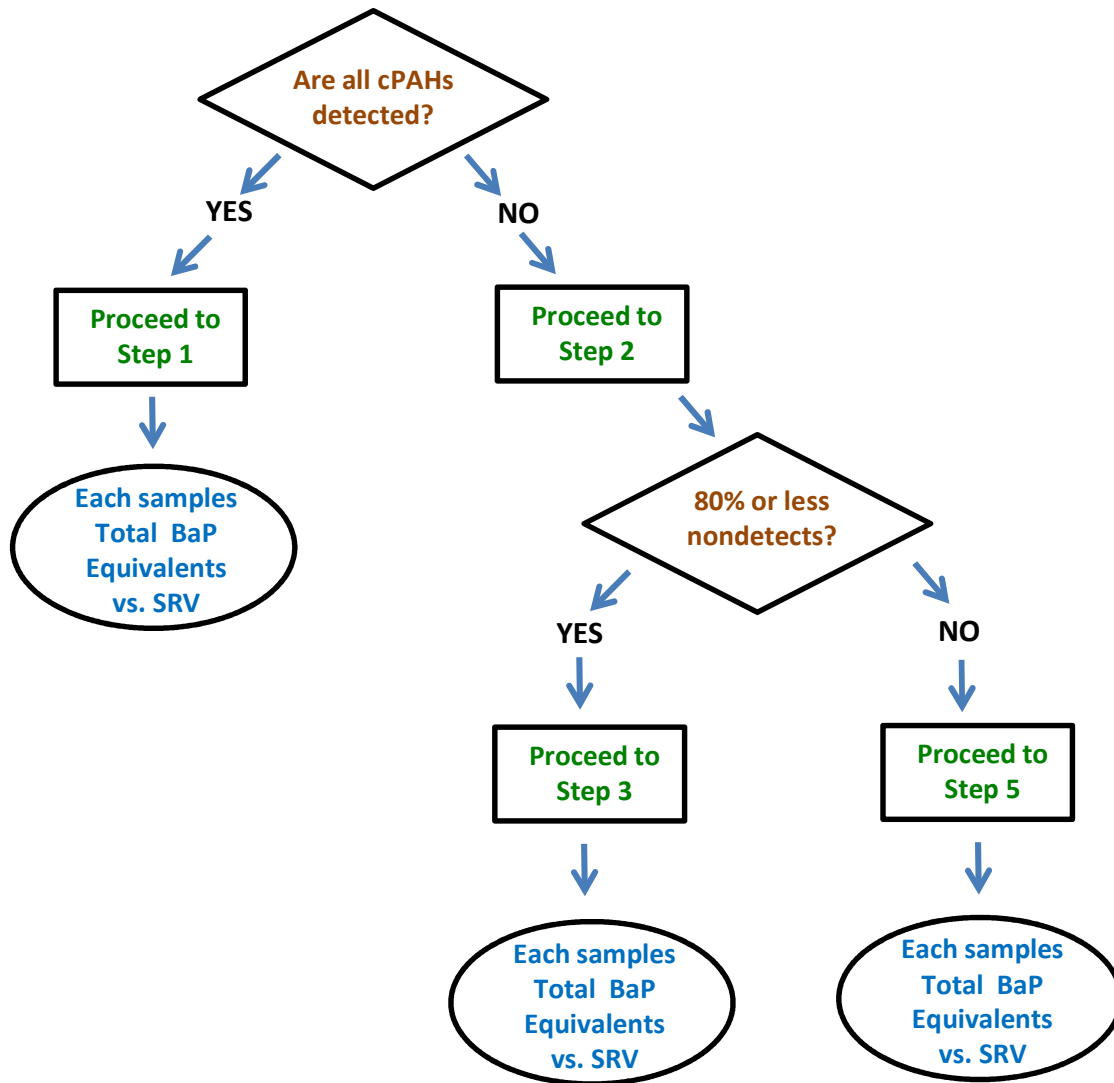 Are all cPAHs
detected?
YES
NO
Proceed to
Step 1
Proceed to
Step 2
Each samples
Total BaP
Equivalents
vs. SRV
80% or less
nondetects?
YES
NO
Proceed to
Step 3
Proceed to
Step 5
Each samples
Total BaP
Equivalents
vs. SRV
Each samples
Total BaP
Equivalents
vs. SRV